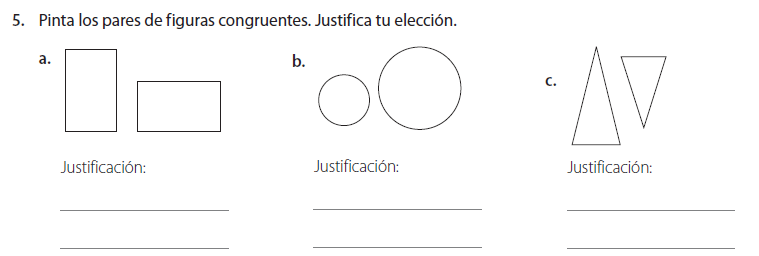 5. Pinta los pares de figuras congruentes. Justifica tu elección.
a.
b.
c.
Justificación:
Justificación:
Justificación: